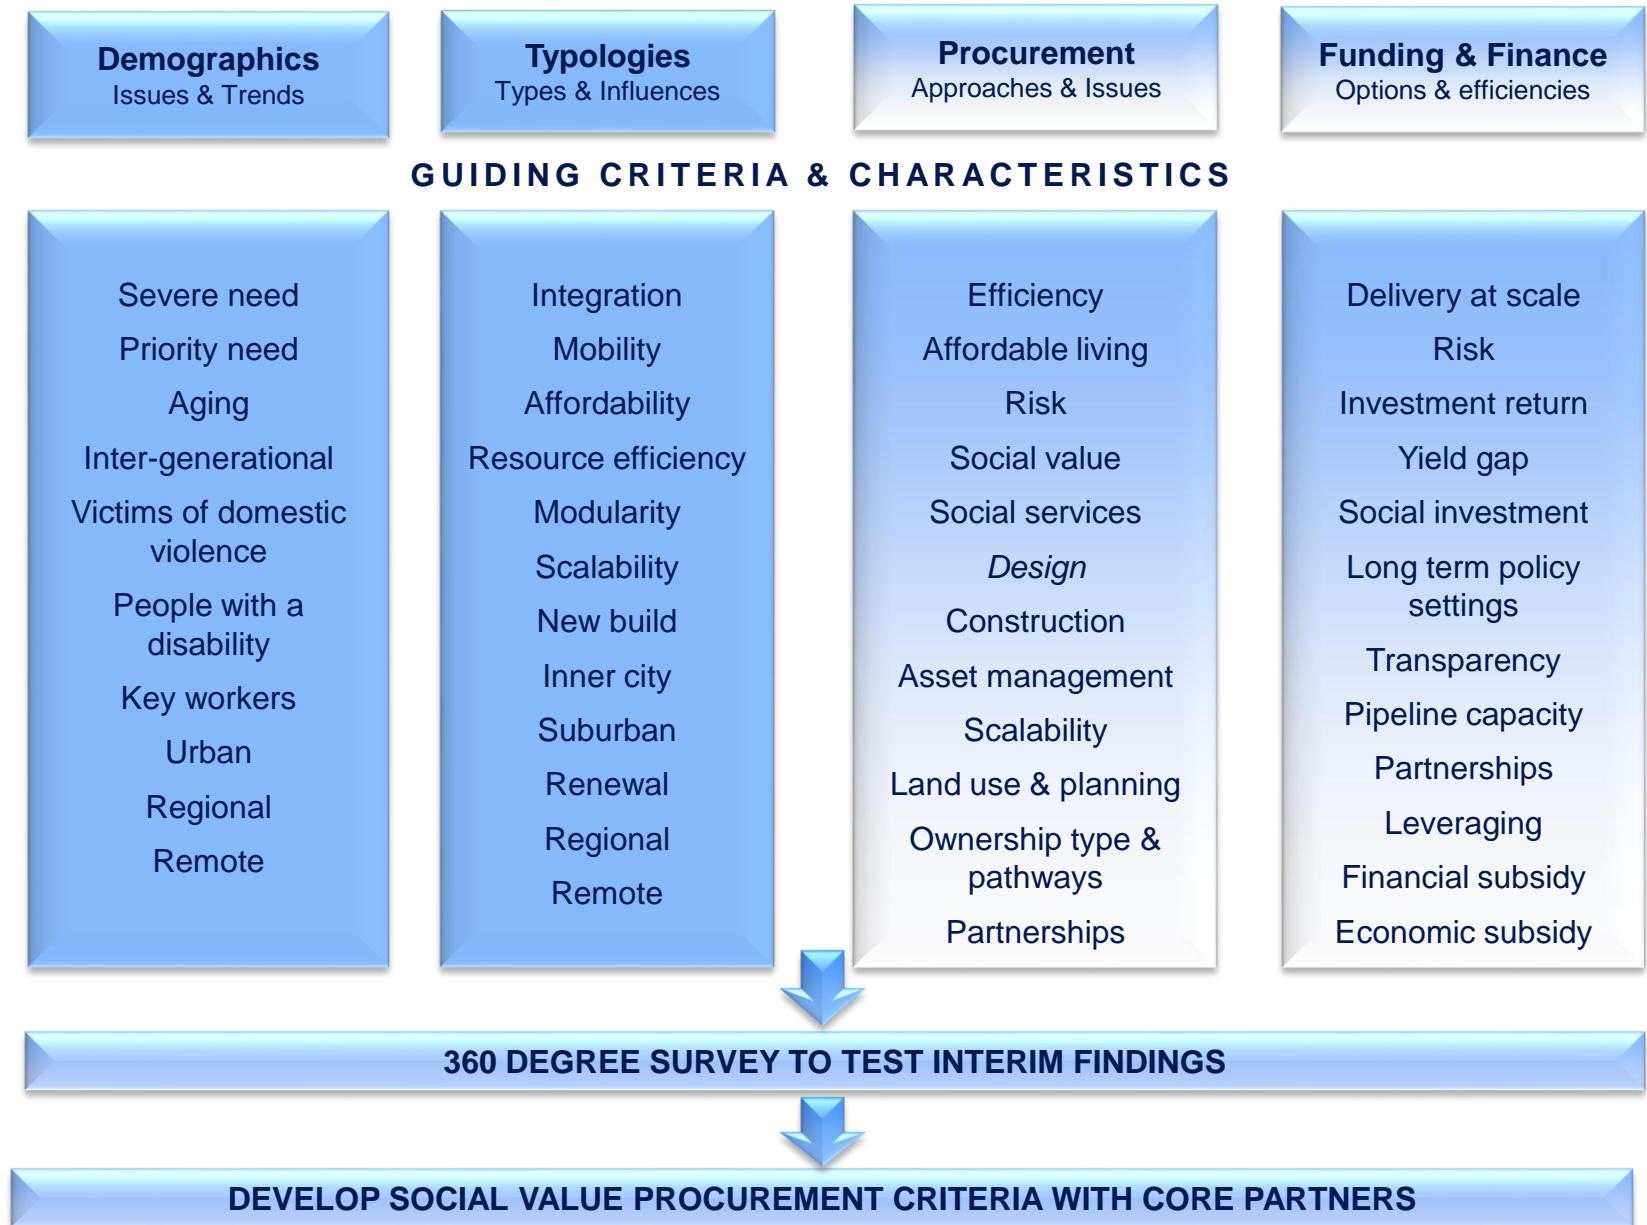 Demographics
Issues & Trends
Typologies
Types & Influences
Procurement
Approaches & Issues
Funding & Finance
Options & efficiencies
GUIDING CRITERIA & CHARACTERISTICS
Severe need
Priority need
Aging
Inter-generational
Victims of domestic
violence
People with a
disability
Key workers
Urban
Regional
Remote
Integration
Mobility
Affordability
Resource efficiency
Modularity
Scalability
New build
Inner city
Suburban
Renewal
Regional
Remote
Efficiency
Affordable living
Risk
Social value
Social services
Design
Construction
Asset management
Scalability
Land use & planning
Ownership type &
pathways
Partnerships
Delivery at scale
Risk
Investment return
Yield gap
Social investment
Long term policy
settings
Transparency
Pipeline capacity
Partnerships
Leveraging
Financial subsidy
Economic subsidy
360 DEGREE SURVEY TO TEST INTERIM FINDINGS
DEVELOP SOCIAL VALUE PROCUREMENT CRITERIA WITH CORE PARTNERS